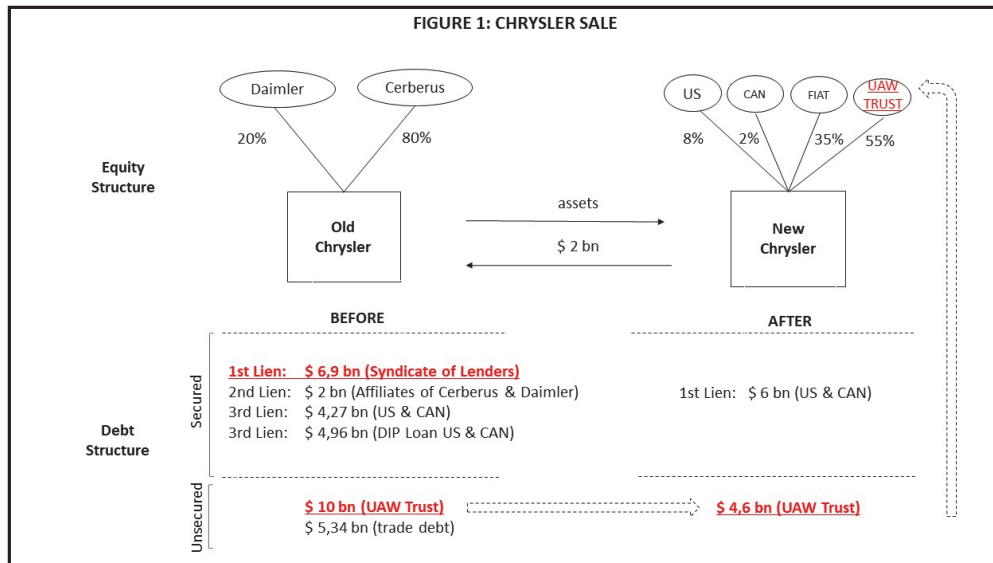 FIGURE 1: CHRYSLER SALE
Daimler
Cerberus
US
CAN
FIAT
UAW
TRUST
20%
80%
8%
2%
35%
55%
Equity
Structure
Old
Chrysler
assets
$ 2 bn
New
Chrysler
BEFORE
AFTER
Debt
Structure
Secured
1st Lien: $ 6,9 bn (Syndicate of Lenders)
2nd Lien: $ 2 bn (Affiliates of Cerberus & Daimler)
3rd Lien: $ 4,27 bn (US & CAN)
3rd Lien: $ 4,96 bn (DIP Loan US & CAN)
1st Lien: $ 6 bn (US & CAN)
Unsecured
$ 10 bn (UAW Trust)
$ 5,34 bn (trade debt)
$ 4,6 bn (UAW Trust)